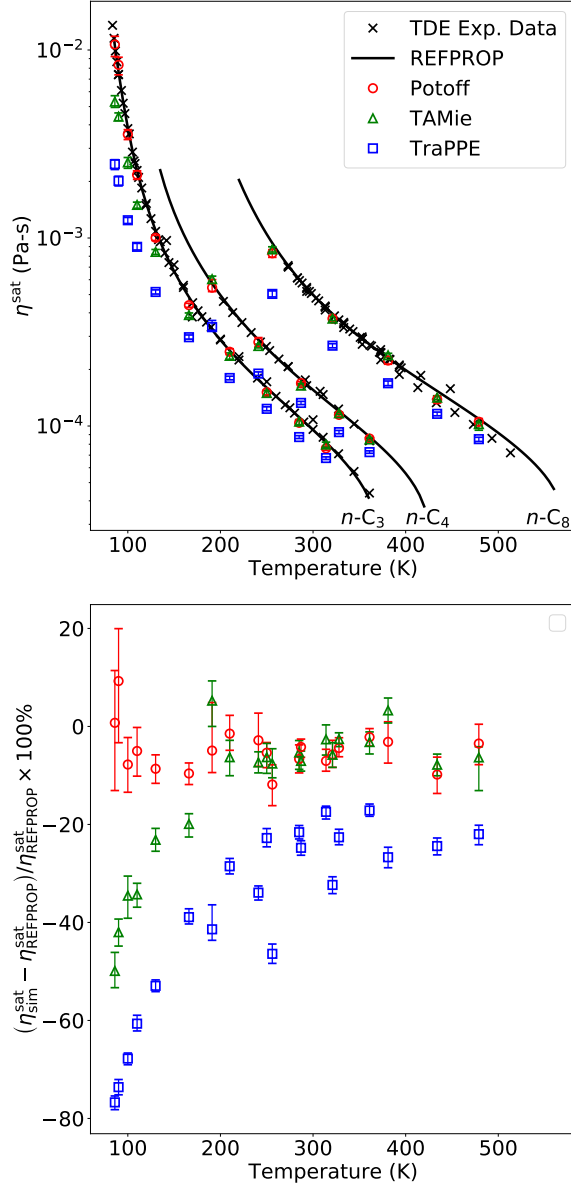 10⁻²
10⁻³
10⁻⁴
η^sat (Pa-s)
TDE Exp. Data
REFPROP
Potoff
TAMie
TraPPE
n-C₃ n-C₄ n-C₈
100 200 300 400 500
Temperature (K)
20
0
−20
−40
−60
−80
(η^sat_sim − η^sat_REFPROP)/η^sat_REFPROP × 100%
100 200 300 400 500
Temperature (K)